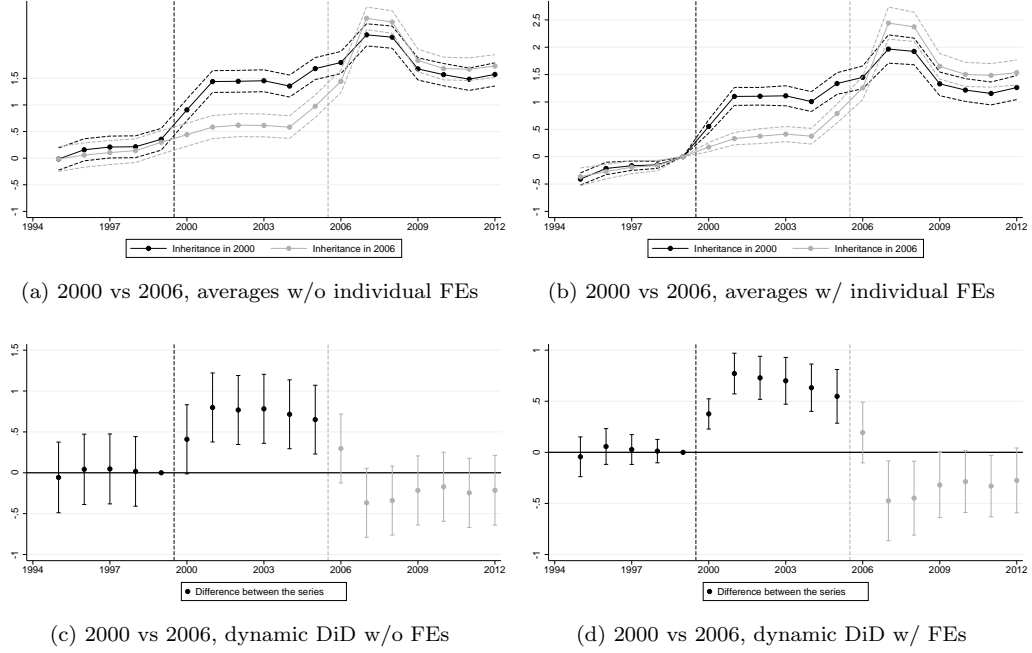 1.5
1
.5
0
-.5
-1
1994 1997 2000 2003 2006 2009 2012
Inheritance in 2000 Inheritance in 2006
(a) 2000 vs 2006, averages w/o individual FEs
2.5
2
1.5
1
.5
0
-.5
-1
1994 1997 2000 2003 2006 2009 2012
Inheritance in 2000 Inheritance in 2006
(b) 2000 vs 2006, averages w/ individual FEs
1.5
1
.5
0
-.5
-1
1994 1997 2000 2003 2006 2009 2012
Difference between the series
(c) 2000 vs 2006, dynamic DiD w/o FEs
1
.5
0
-.5
-1
1994 1997 2000 2003 2006 2009 2012
Difference between the series
(d) 2000 vs 2006, dynamic DiD w/ FEs